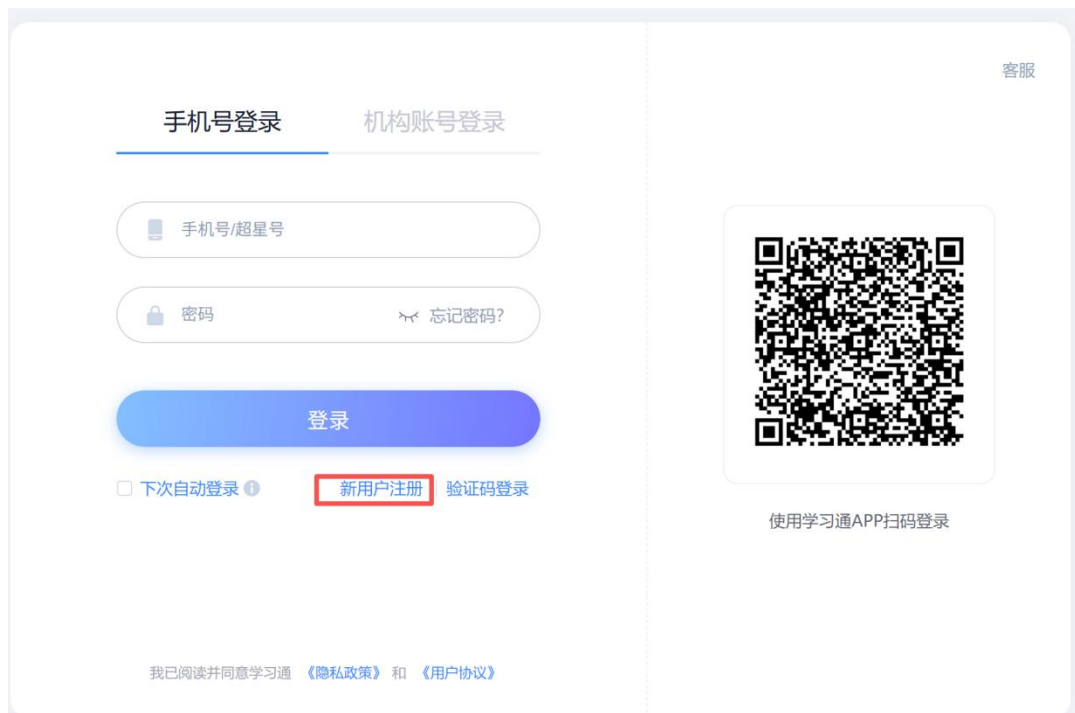 客服
手机号登录 机构账号登录
手机号/超星号
密码 忘记密码?
登录
下次自动登录 新用户注册 验证码登录
使用学习通APP扫码登录
我已阅读并同意学习通 《隐私政策》 和 《用户协议》